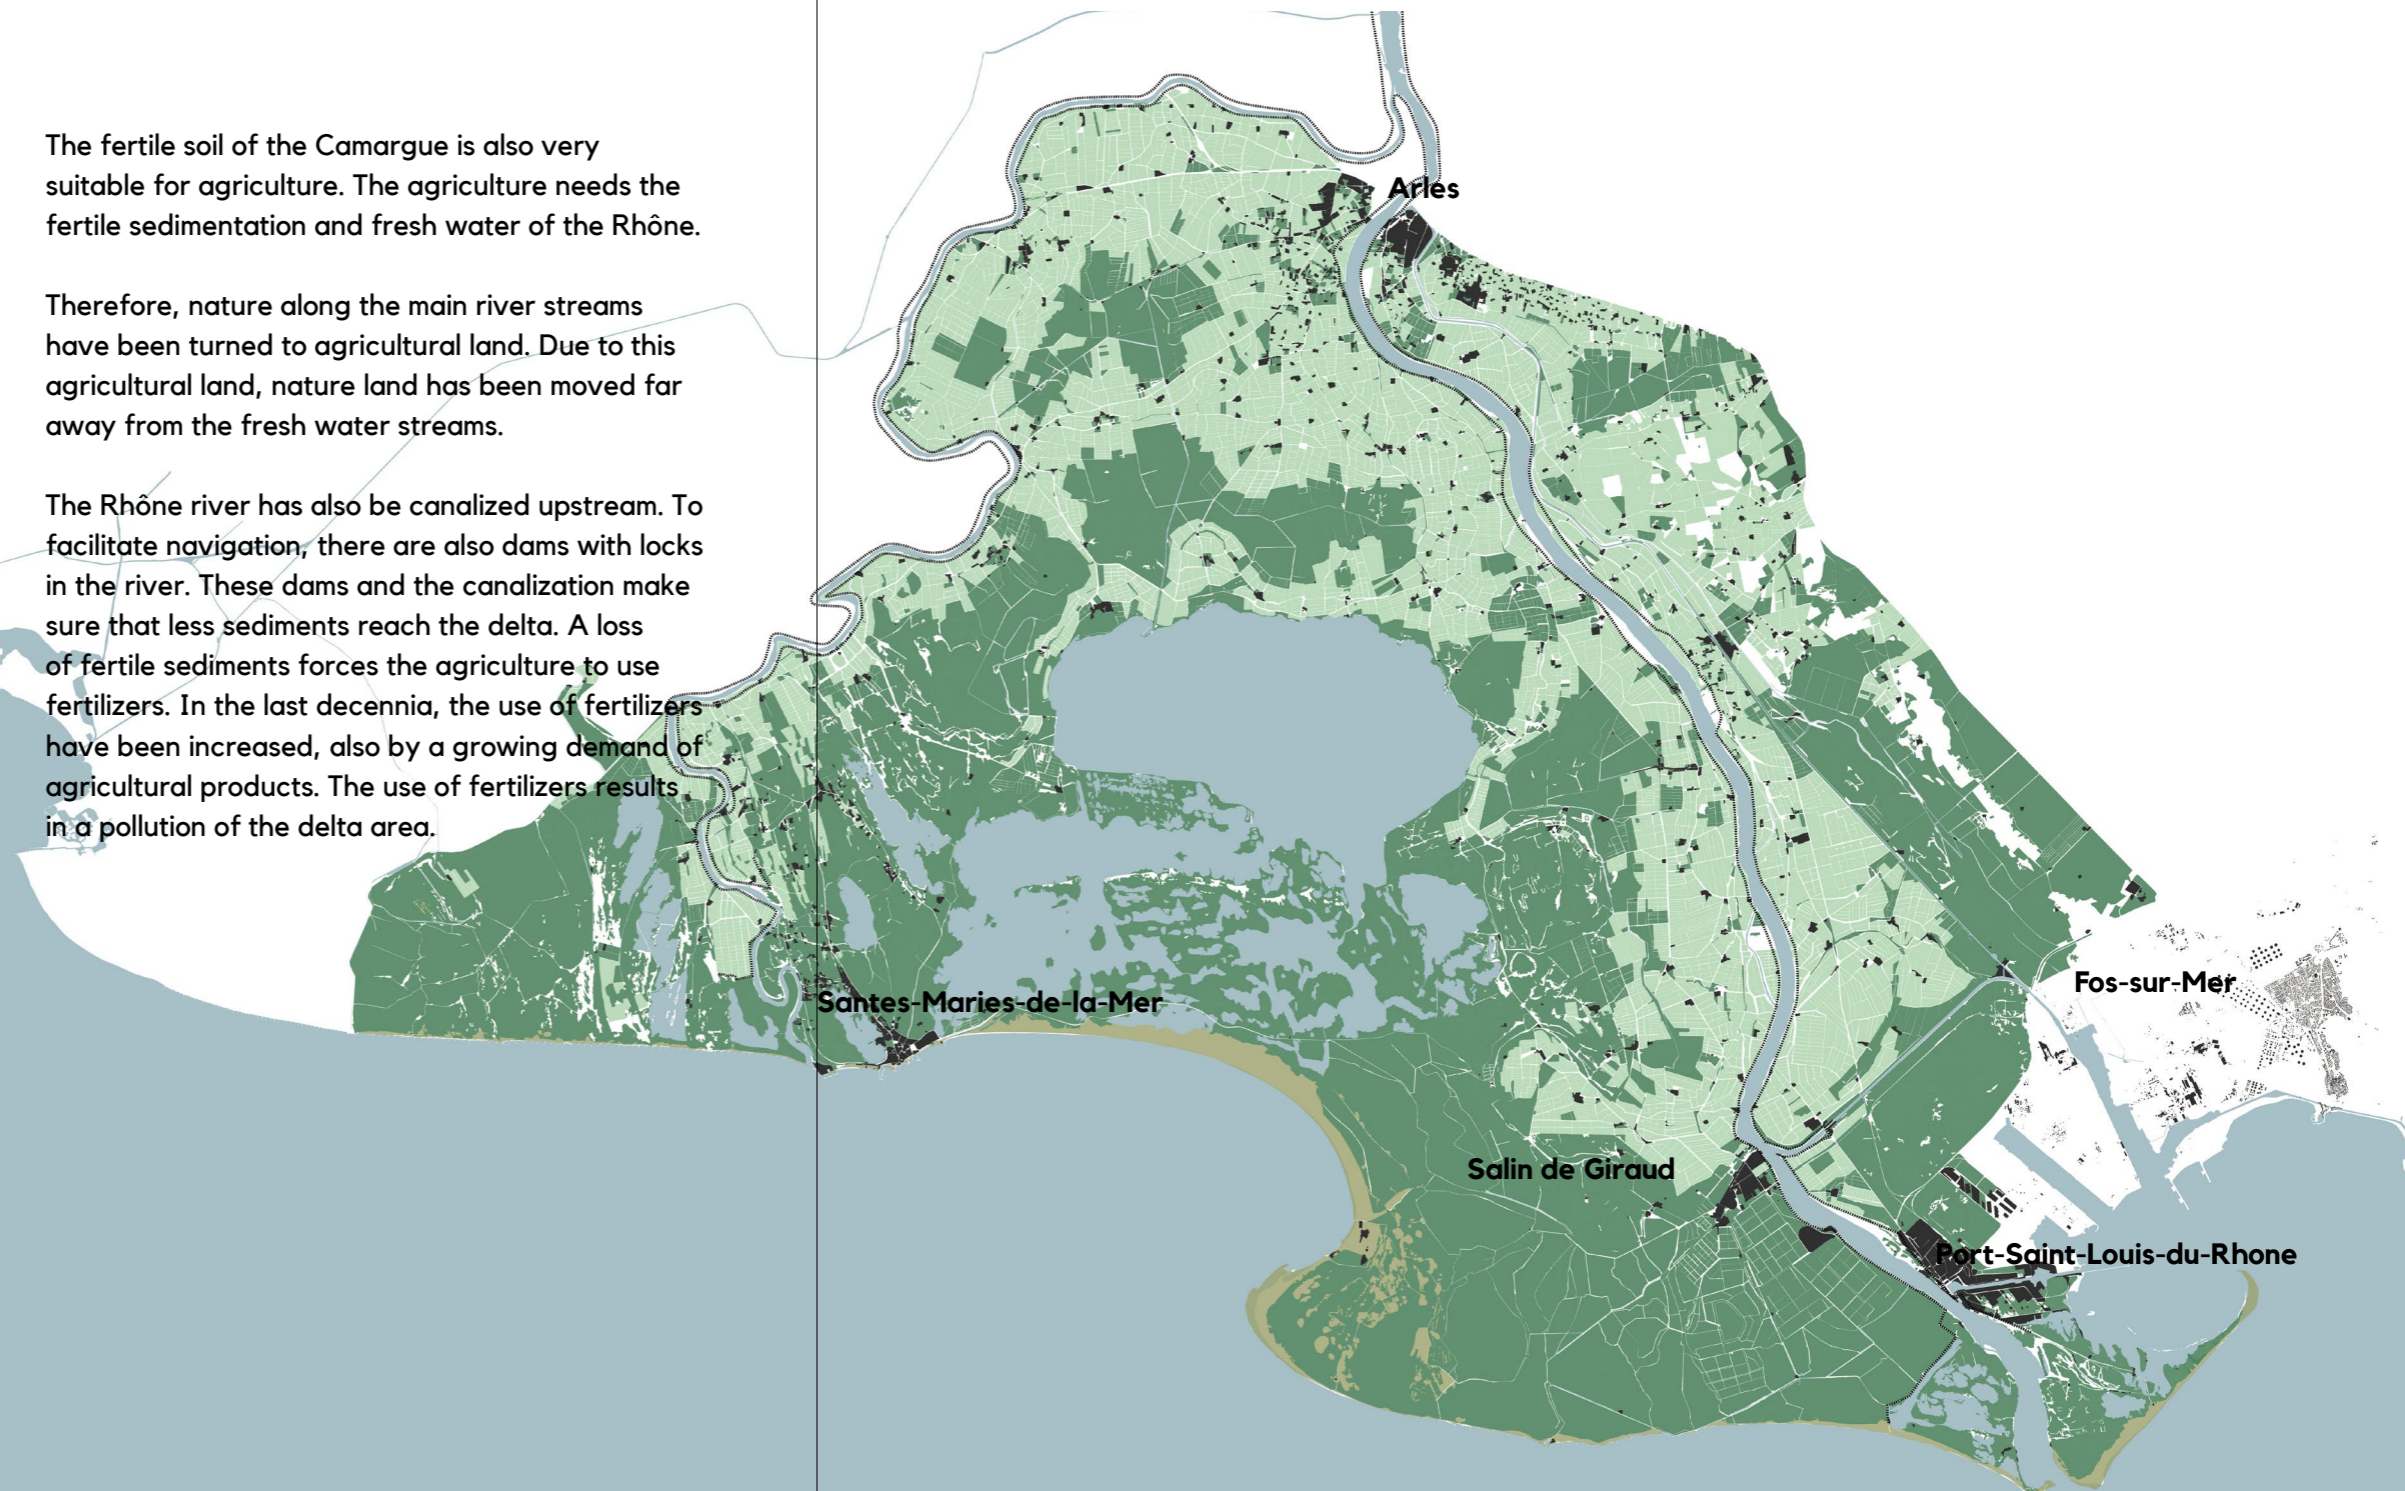 The fertile soil of the Camargue is also very
suitable for agriculture. The agriculture needs the
fertile sedimentation and fresh water of the Rhône.
Therefore, nature along the main river streams
have been turned to agricultural land. Due to this
agricultural land, nature land has been moved far
away from the fresh water streams.
The Rhône river has also be canalized upstream. To
facilitate navigation, there are also dams with locks
in the river. These dams and the canalization make
sure that less sediments reach the delta. A loss
of fertile sediments forces the agriculture to use
fertilizers. In the last decennia, the use of fertilizers
have been increased, also by a growing demand of
agricultural products. The use of fertilizers results
in a pollution of the delta area.
Arles
Fos-sur-Mer
Santes-Maries-de-la-Mer
Salin de Giraud
Port-Saint-Louis-du-Rhone